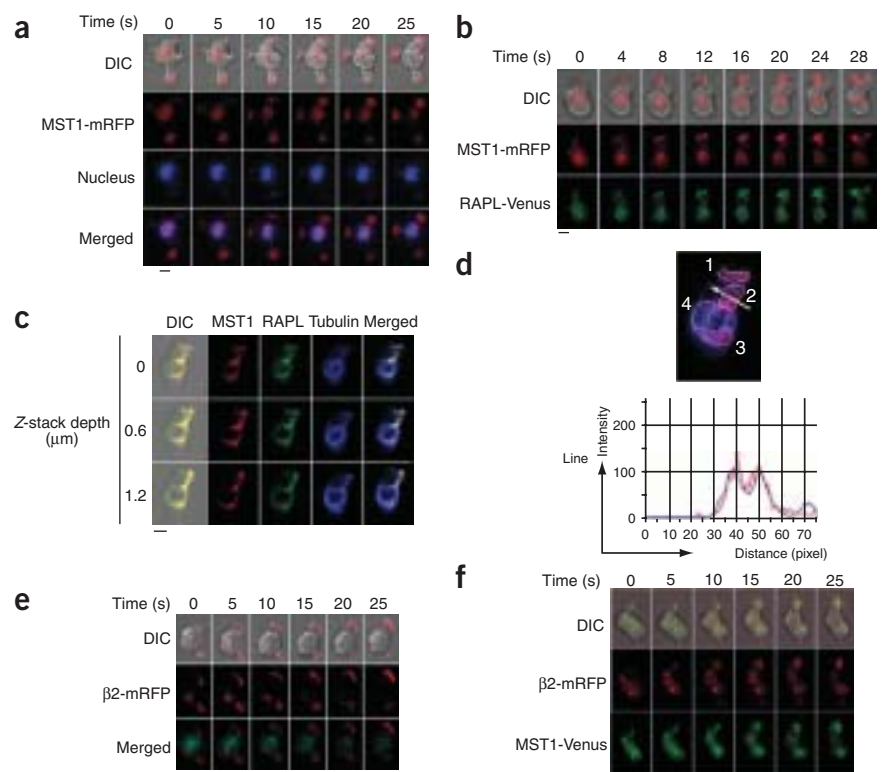 a
Time (s) 0 5 10 15 20 25
DIC
MST1-mRFP
Nucleus
Merged
b
Time (s) 0 4 8 12 16 20 24 28
DIC
MST1-mRFP
RAPL-Venus
c
DIC MST1 RAPL Tubulin Merged
Z-stack depth
(μm)
0
0.6
1.2
d
1
2
3
4
Line
Intensity
200
100
0
0 10 20 30 40 50 60 70
Distance (pixel)
e
Time (s) 0 5 10 15 20 25
DIC
β2-mRFP
Merged
f
Time (s) 0 5 10 15 20 25
DIC
β2-mRFP
MST1-Venus